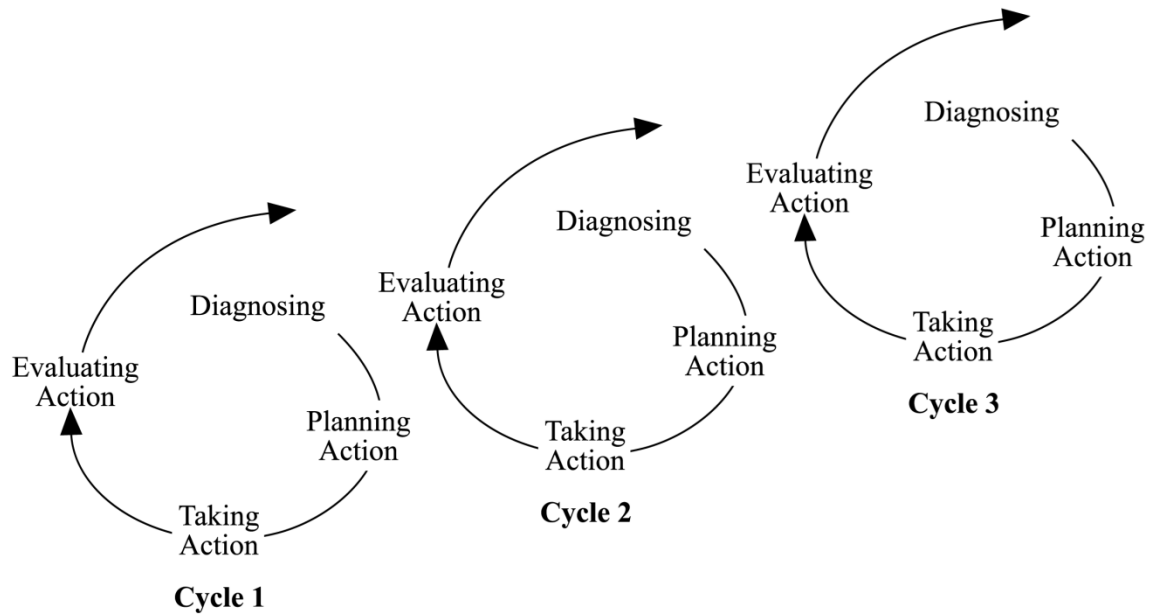 Diagnosing
Planning
Action
Taking
Action
Evaluating
Action
Cycle 1
Diagnosing
Planning
Action
Taking
Action
Evaluating
Action
Cycle 2
Diagnosing
Planning
Action
Taking
Action
Evaluating
Action
Cycle 3